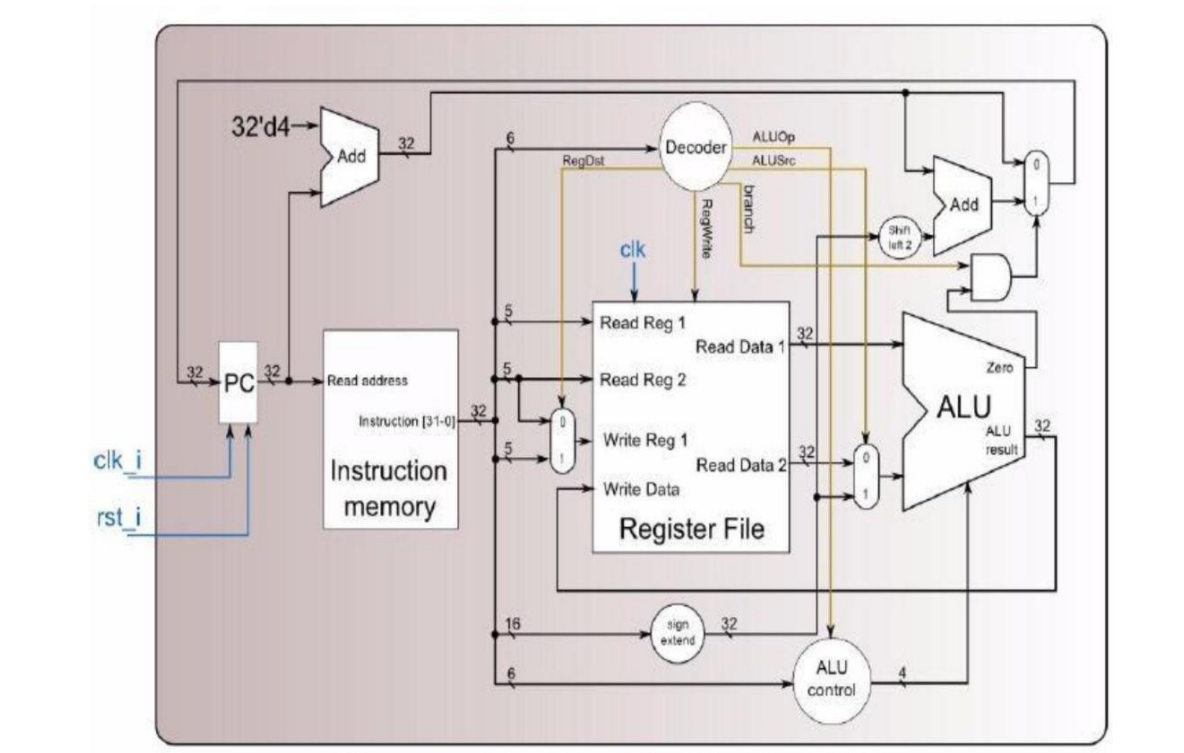 32'd4
Add
32
6
Decoder
ALUOp
RegDst
ALUSrc
RegWrite
branch
0
1
Add
Shift
left 2
clk
5
Read Reg 1
Read Data 1
32
32
PC
32
Read address
5
Read Reg 2
Zero
ALU
Instruction [31-0]
32
0
1
Write Reg 1
ALU
result
32
clk_i
Instruction
memory
5
Read Data 2
32
0
1
Write Data
rst_i
Register File
16
sign
extend
32
6
ALU
control
4